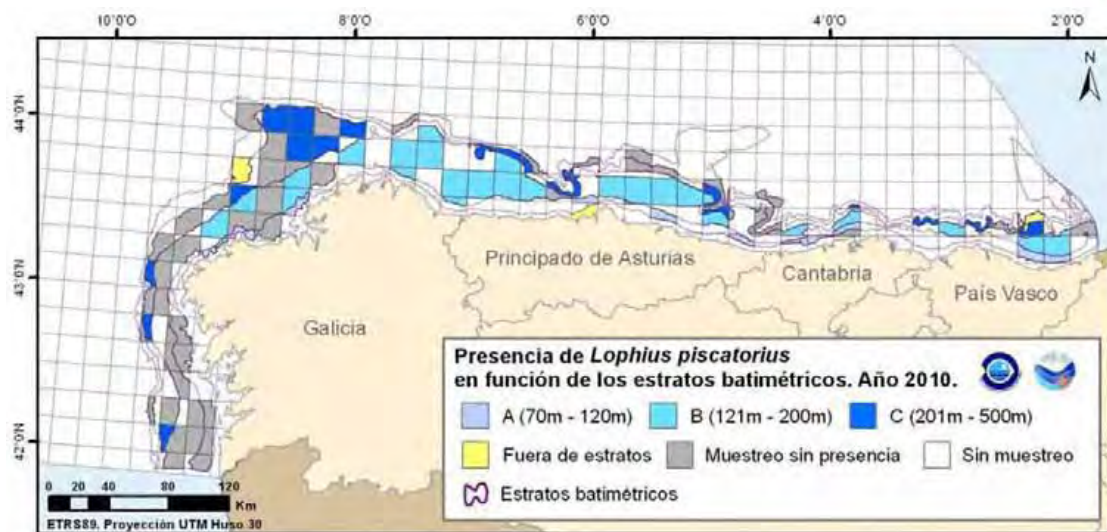 10°0'O 8°0'O 6°0'O 4°0'O 2°0'O
N
44°0'N
43°0'N
42°0'N
Principado de Asturias
Cantabria
País Vasco
Galicia
Presencia de Lophius piscatorius
en función de los estratos batimétricos. Año 2010.
A (70m - 120m) B (121m - 200m) C (201m - 500m)
Fuera de estratos Muestreo sin presencia Sin muestreo
Estratos batimétricos
0 20 40 80 120
Km
ETRS89. Proyección UTM Huso 30